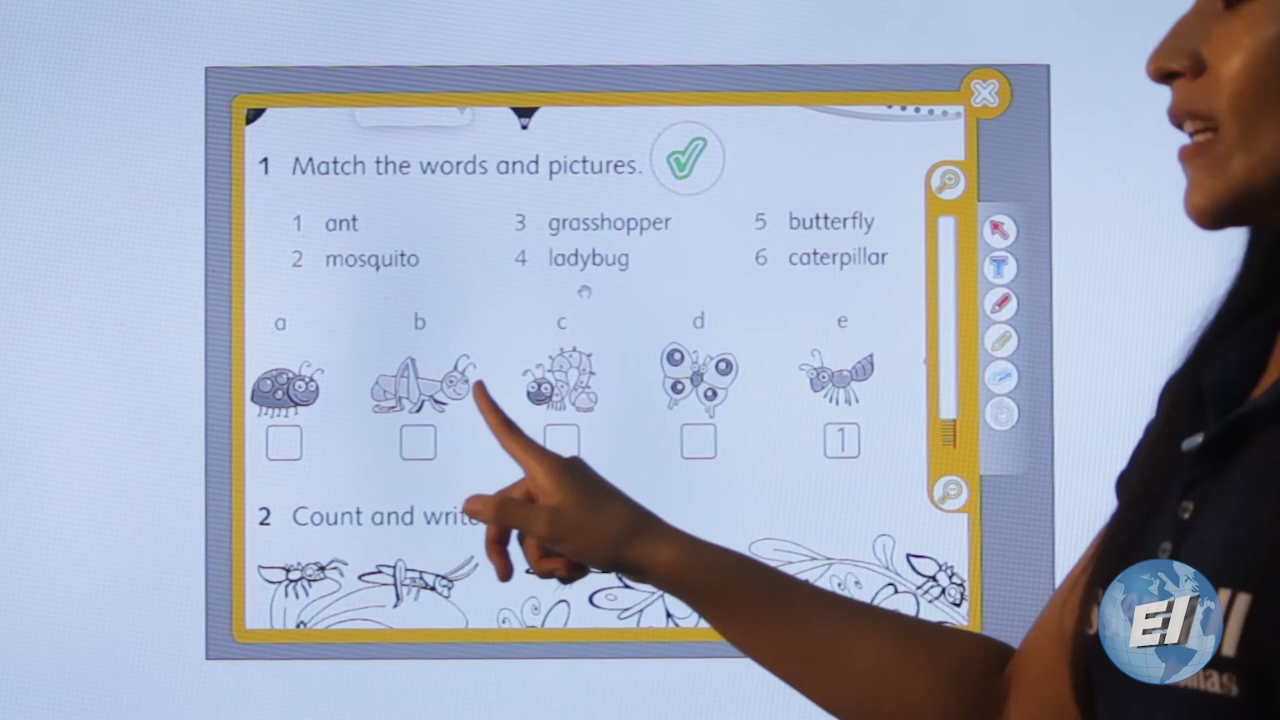 1 Match the words and pictures.
1 ant 3 grasshopper 5 butterfly
2 mosquito 4 ladybug 6 caterpillar
a b c d e
1
2 Count and write
T
EI